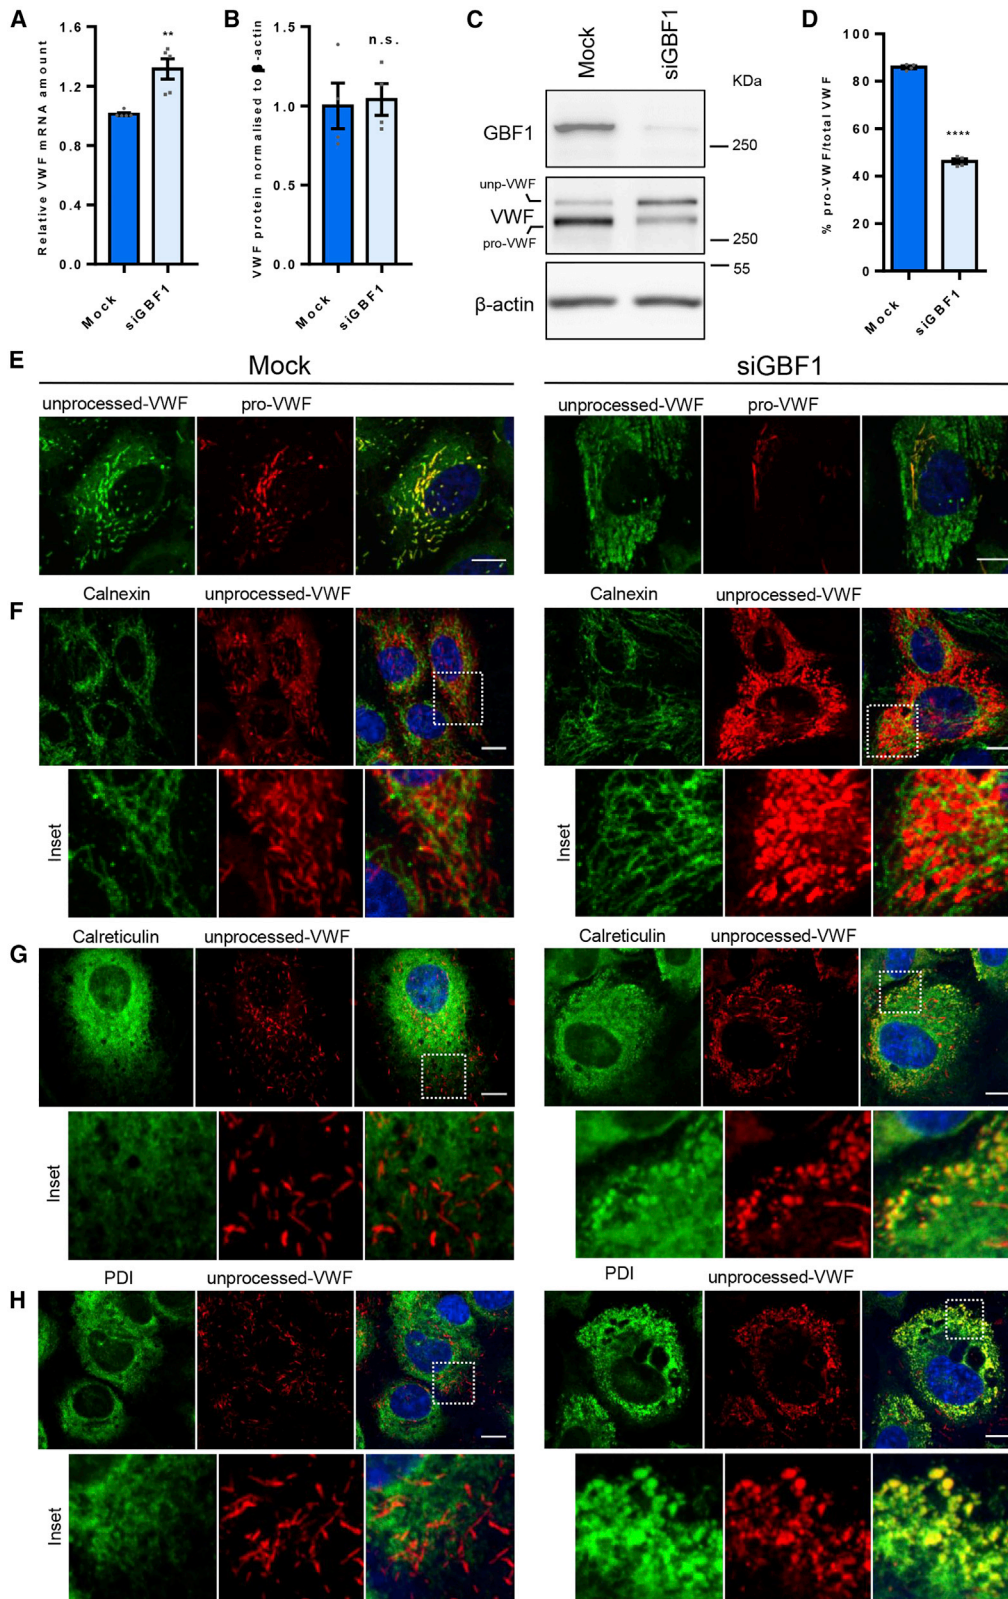 A
Relative VWF mRNA amount
1.6
1.2
0.8
0.4
0.0
**
Mock
siGBF1
B
VWF protein normalised to β-actin
1.5
1.0
0.5
0.0
n.s.
Mock
siGBF1
C
Mock
siGBF1
KDa
GBF1
250
unp-VWF
VWF
pro-VWF
250
55
β-actin
D
% pro-VWF/total VWF
100
80
60
40
20
0
****
Mock
siGBF1
E
Mock
siGBF1
unprocessed-VWF
pro-VWF
unprocessed-VWF
pro-VWF
F
Calnexin
unprocessed-VWF
Calnexin
unprocessed-VWF
Inset
Inset
G
Calreticulin
unprocessed-VWF
Calreticulin
unprocessed-VWF
Inset
Inset
H
PDI
unprocessed-VWF
PDI
unprocessed-VWF
Inset
Inset